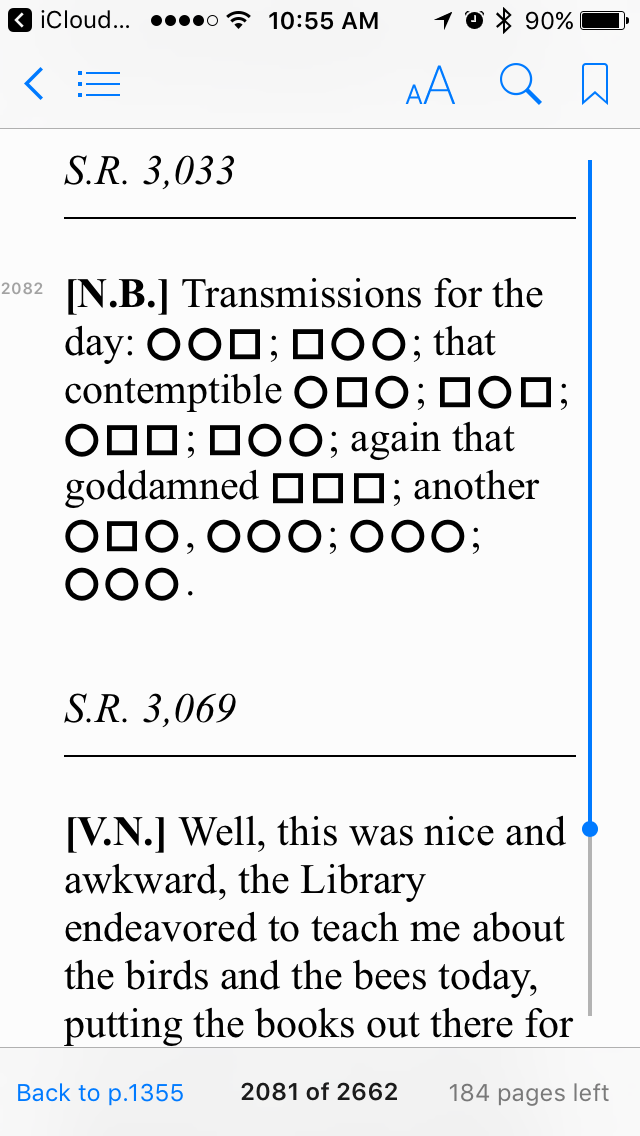 iCloud... 10:55 AM 90%
AA
S.R. 3,033
2082
[N.B.] Transmissions for the
day: ○○□; □○○; that
contemptible ○□○; □○□;
○□□; □○○; again that
goddamned □□□; another
○□○, ○○○; ○○○;
○○○.
S.R. 3,069
[V.N.] Well, this was nice and
awkward, the Library
endeavored to teach me about
the birds and the bees today,
putting the books out there for
Back to p.1355 2081 of 2662 184 pages left